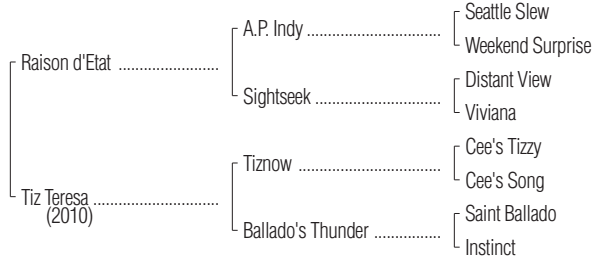 Seattle Slew
A.P. Indy ..................................
Weekend Surprise
Raison d'Etat .........................
Distant View
Sightseek ................................
Viviana
Cee's Tizzy
Tiznow ....................................
Cee's Song
Tiz Teresa ................................
(2010)
Saint Ballado
Ballado's Thunder .................
Instinct